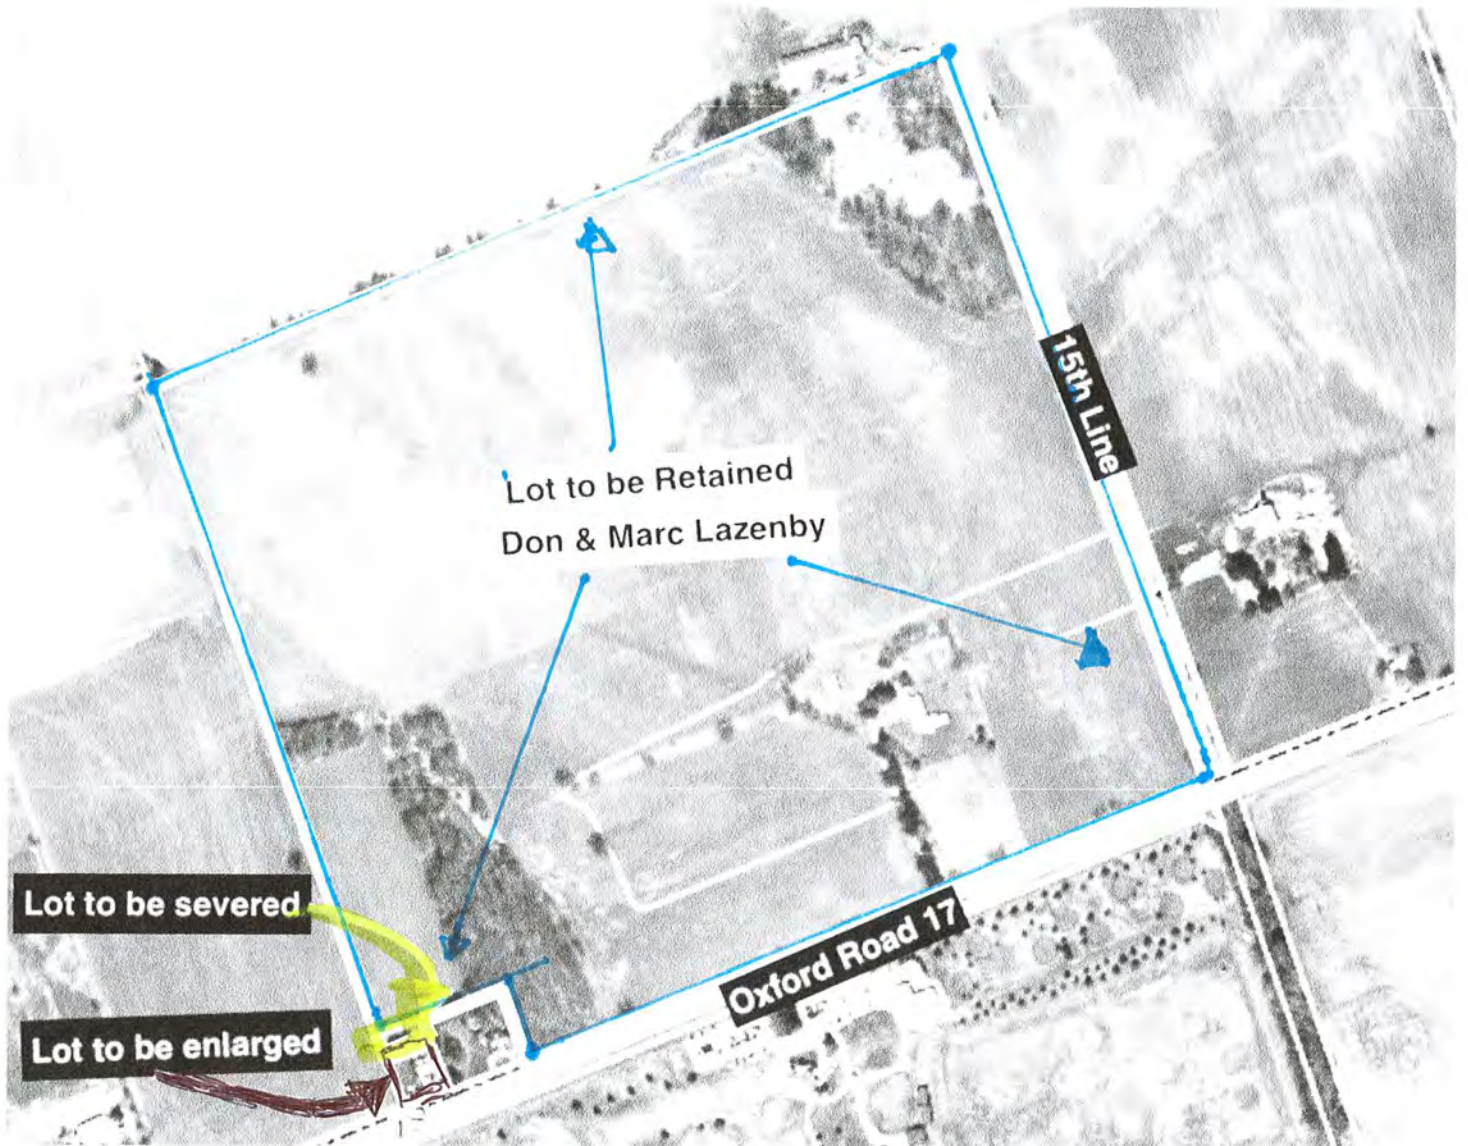 15th Line
Lot to be Retained
Don & Marc Lazenby
Lot to be severed
Oxford Road 17
Lot to be enlarged